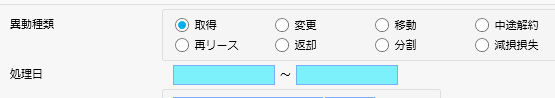 異動種類 取得 変更 移動 中途解約
再リース 返却 分割 減損損失
処理日 ～